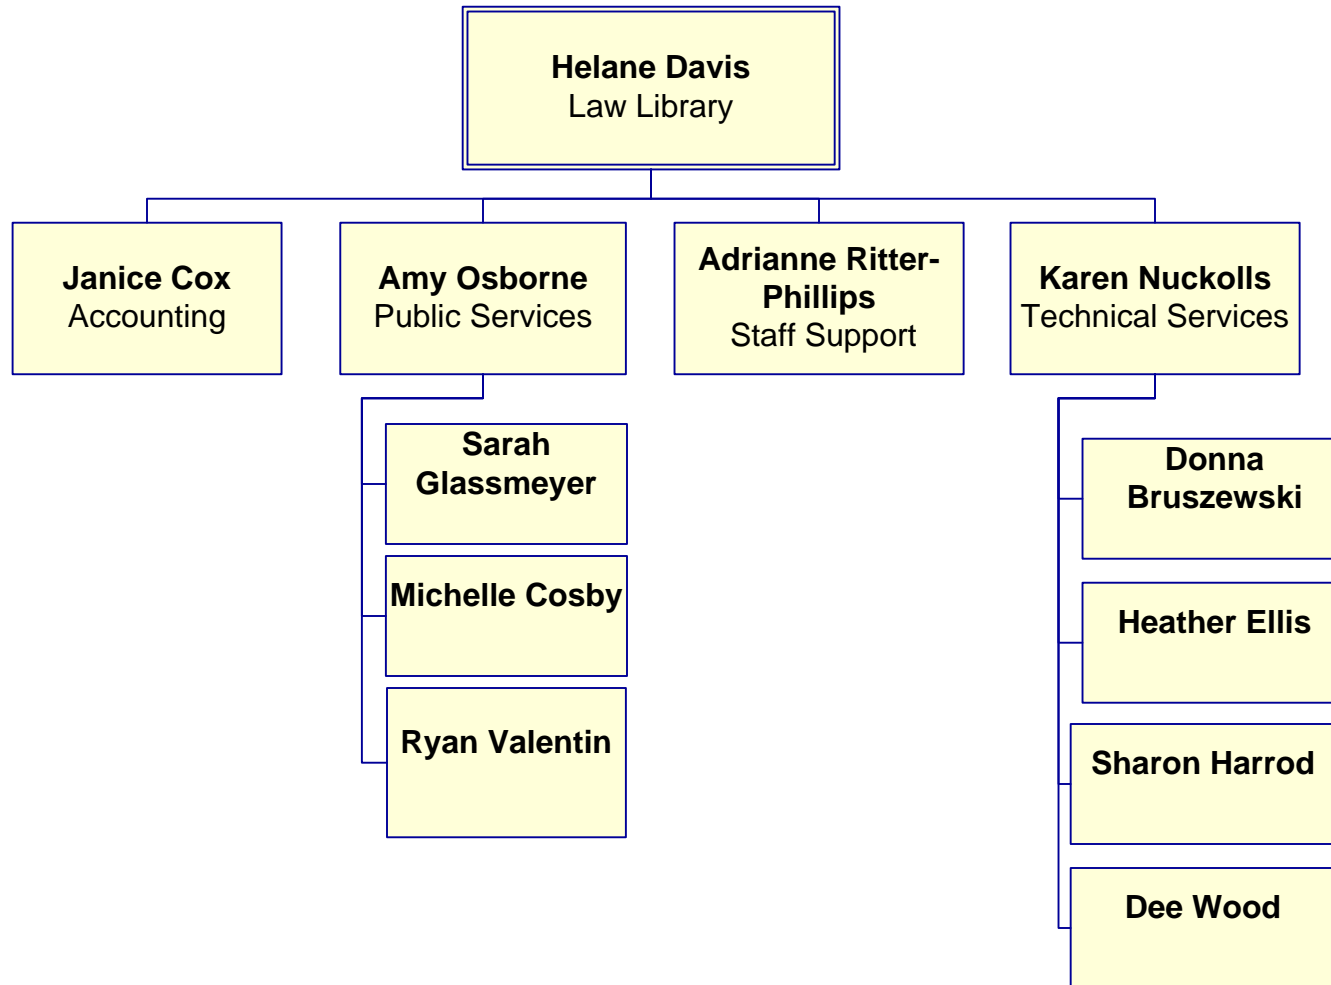 Helane Davis
Law Library
Janice Cox
Accounting
Amy Osborne
Public Services
Adrianne Ritter-
Phillips
Staff Support
Karen Nuckolls
Technical Services
Sarah
Glassmeyer
Michelle Cosby
Ryan Valentin
Donna
Bruszewski
Heather Ellis
Sharon Harrod
Dee Wood